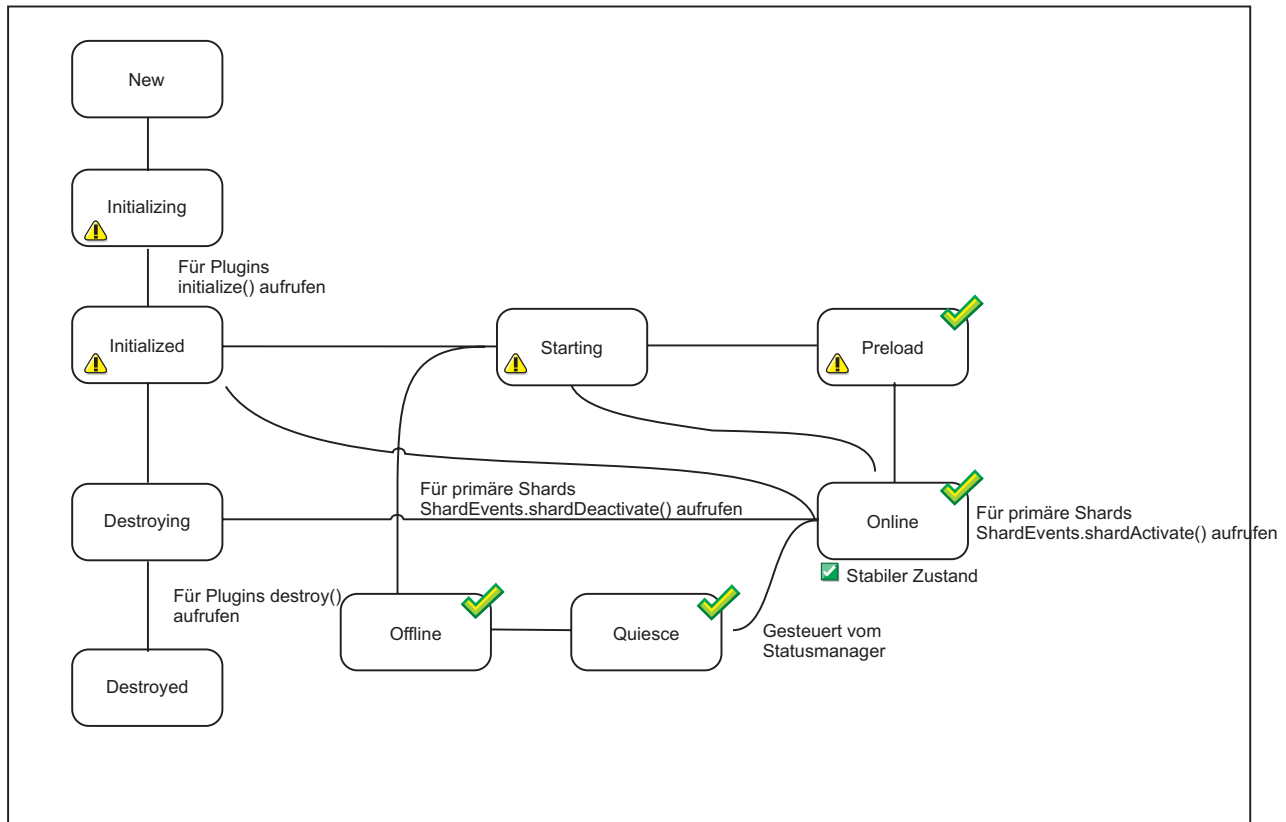 New
Initializing
Für Plugins
initialize() aufrufen
Initialized
Starting
Preload
Für primäre Shards
ShardEvents.shardDeactivate() aufrufen
Destroying
Online
Für primäre Shards
ShardEvents.shardActivate() aufrufen
Stabiler Zustand
Für Plugins destroy()
aufrufen
Offline
Quiesce
Gesteuert vom
Statusmanager
Destroyed